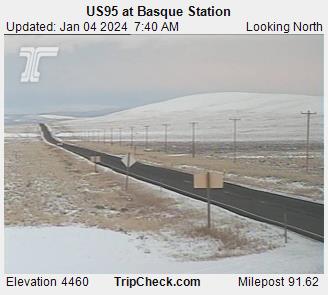 US95 at Basque Station
Updated: Jan 04 2024 7:40 AM Looking North
Elevation 4460 TripCheck.com Milepost 91.62